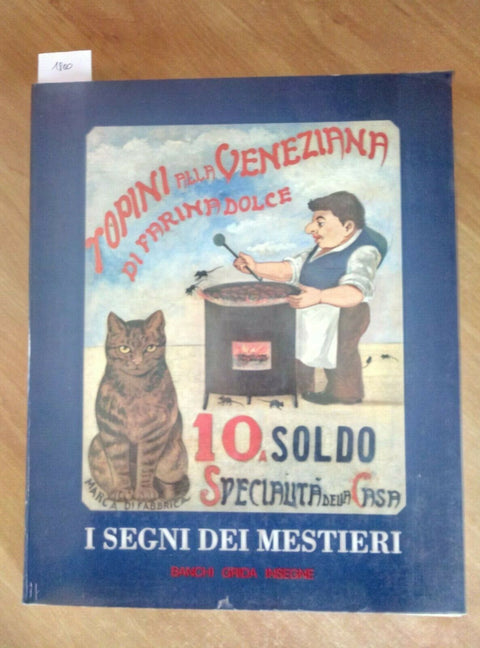 1800
TOPINI ALLA VENEZIANA
DI FARINA DOLCE
10 A SOLDO
SPECIALITÀ DELLA CASA
MARCA DI FABBRICA
I SEGNI DEI MESTIERI
BANCHI GRIDA INSEGNE